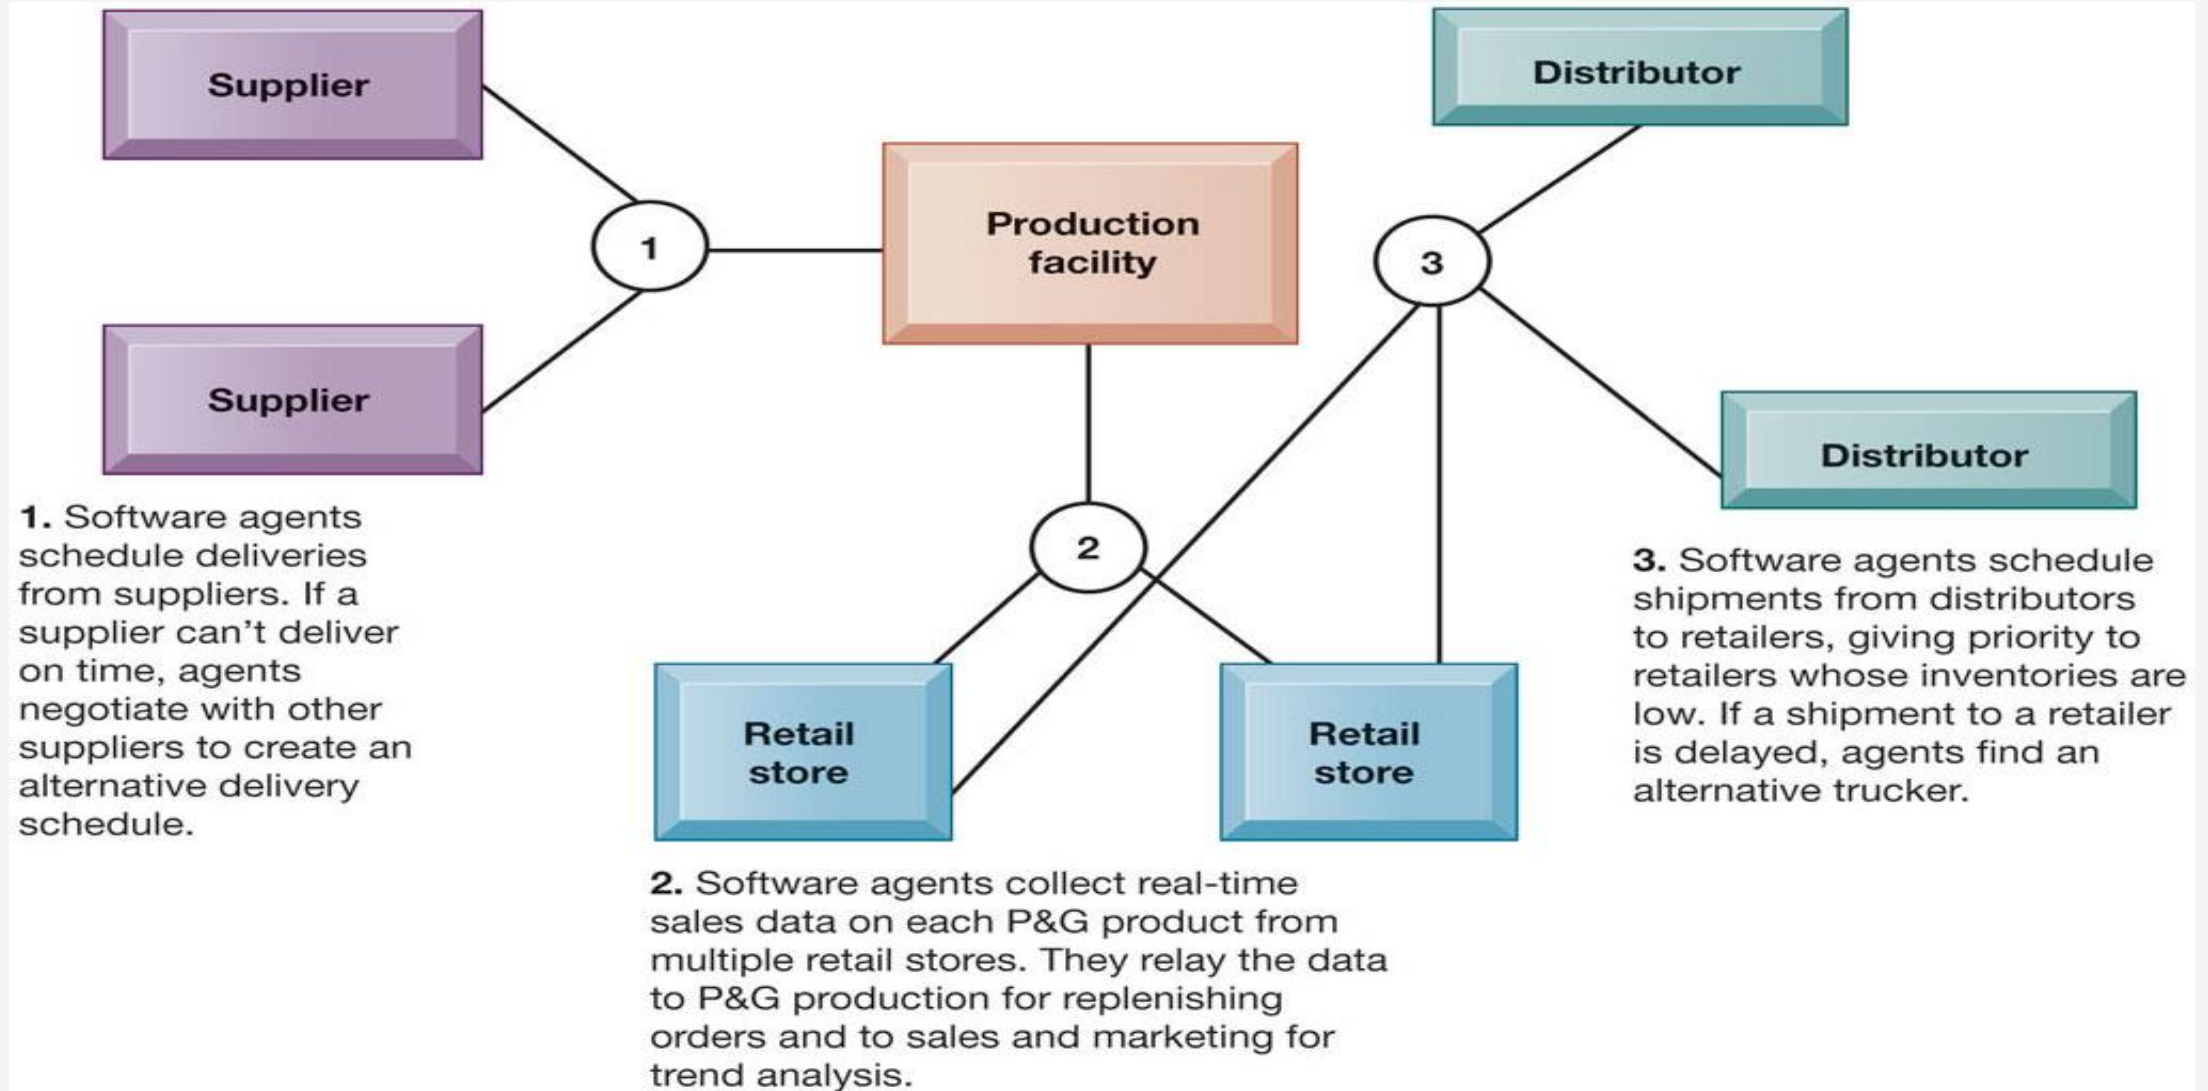 Supplier
Distributor
Production
facility
1
3
Supplier
Distributor
2
Retail
store
Retail
store
1. Software agents
schedule deliveries
from suppliers. If a
supplier can’t deliver
on time, agents
negotiate with other
suppliers to create an
alternative delivery
schedule.
2. Software agents collect real-time
sales data on each P&G product from
multiple retail stores. They relay the data
to P&G production for replenishing
orders and to sales and marketing for
trend analysis.
3. Software agents schedule
shipments from distributors
to retailers, giving priority to
retailers whose inventories are
low. If a shipment to a retailer
is delayed, agents find an
alternative trucker.